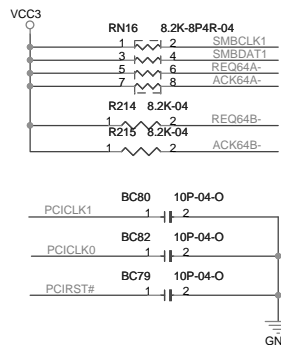 VCC3
RN16 8.2K-8P4R-04
1 2 SMBCLK1
3 4 SMBDAT1
5 6 REQ64A-
7 8 ACK64A-
R214 8.2K-04
1 2 REQ64B-
R215 8.2K-04
1 2 ACK64B-
BC80 10P-04-O
PCICLK1 1 2
BC82 10P-04-O
PCICLK0 1 2
BC79 10P-04-O
PCIRST# 1 2
GN